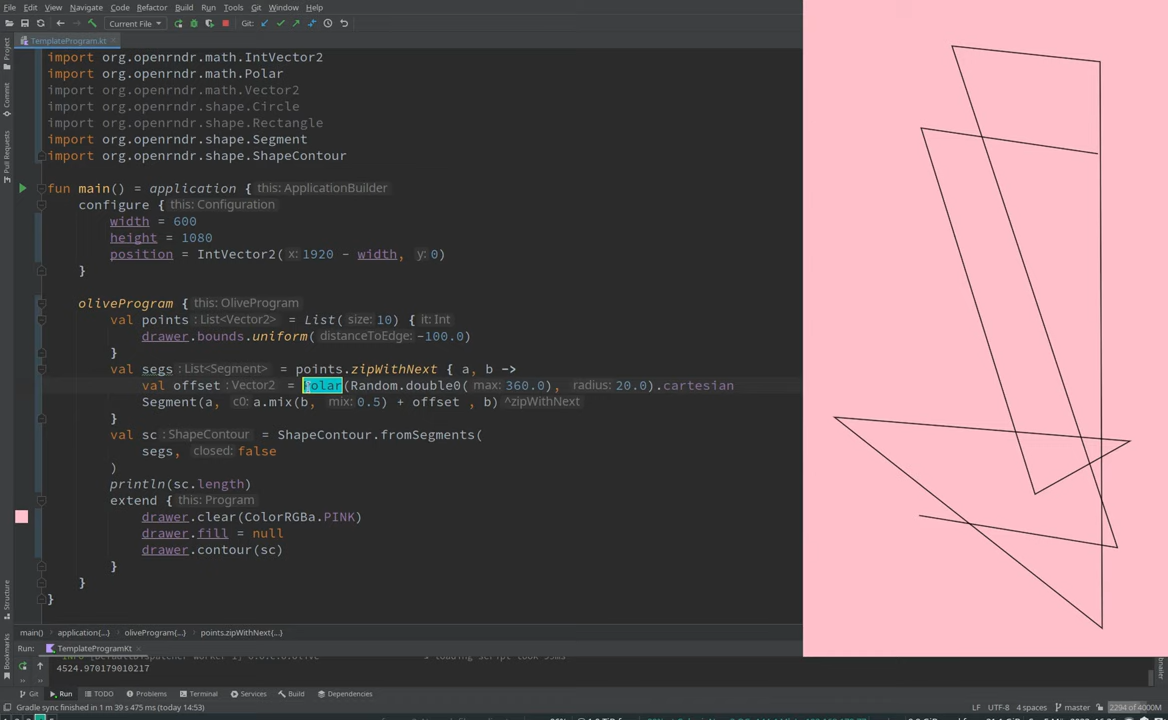 File Edit View Navigate Code Refactor Build Run Tools Git Window Help
Current File Git:
TemplateProgram.kt
import org.openrndr.math.IntVector2
import org.openrndr.math.Polar
import org.openrndr.math.Vector2
import org.openrndr.shape.Circle
import org.openrndr.shape.Rectangle
import org.openrndr.shape.Segment
import org.openrndr.shape.ShapeContour
fun main() = application { this: ApplicationBuilder
configure { this: Configuration
width = 600
height = 1080
position = IntVector2( x: 1920 - width, y: 0)
}
oliveProgram { this: OliveProgram
val points : List<Vector2> = List( size: 10) { it: Int
drawer.bounds.uniform( distanceToEdge: -100.0)
}
val segs : List<Segment> = points.zipWithNext { a, b ->
val offset : Vector2 = Polar(Random.double0( max: 360.0), radius: 20.0).cartesian
Segment(a, c0: a.mix(b, mix: 0.5) + offset , b) ^zipWithNext
}
val sc : ShapeContour = ShapeContour.fromSegments(
segs, closed: false
)
println(sc.length)
extend { this: Program
drawer.clear(ColorRGBa.PINK)
drawer.fill = null
drawer.contour(sc)
}
}
}
Project
Commit
Pull Requests
Structure
Bookmarks
main() application {...} oliveProgram {...} points.zipWithNext {...}
Run: TemplateProgramKt
4524.970179010217
Git Run TODO Problems Terminal Services Build Dependencies
Gradle sync finished in 1 m 39 s 475 ms (today 14:53) LF UTF-8 4 spaces master 2294 of 4000M